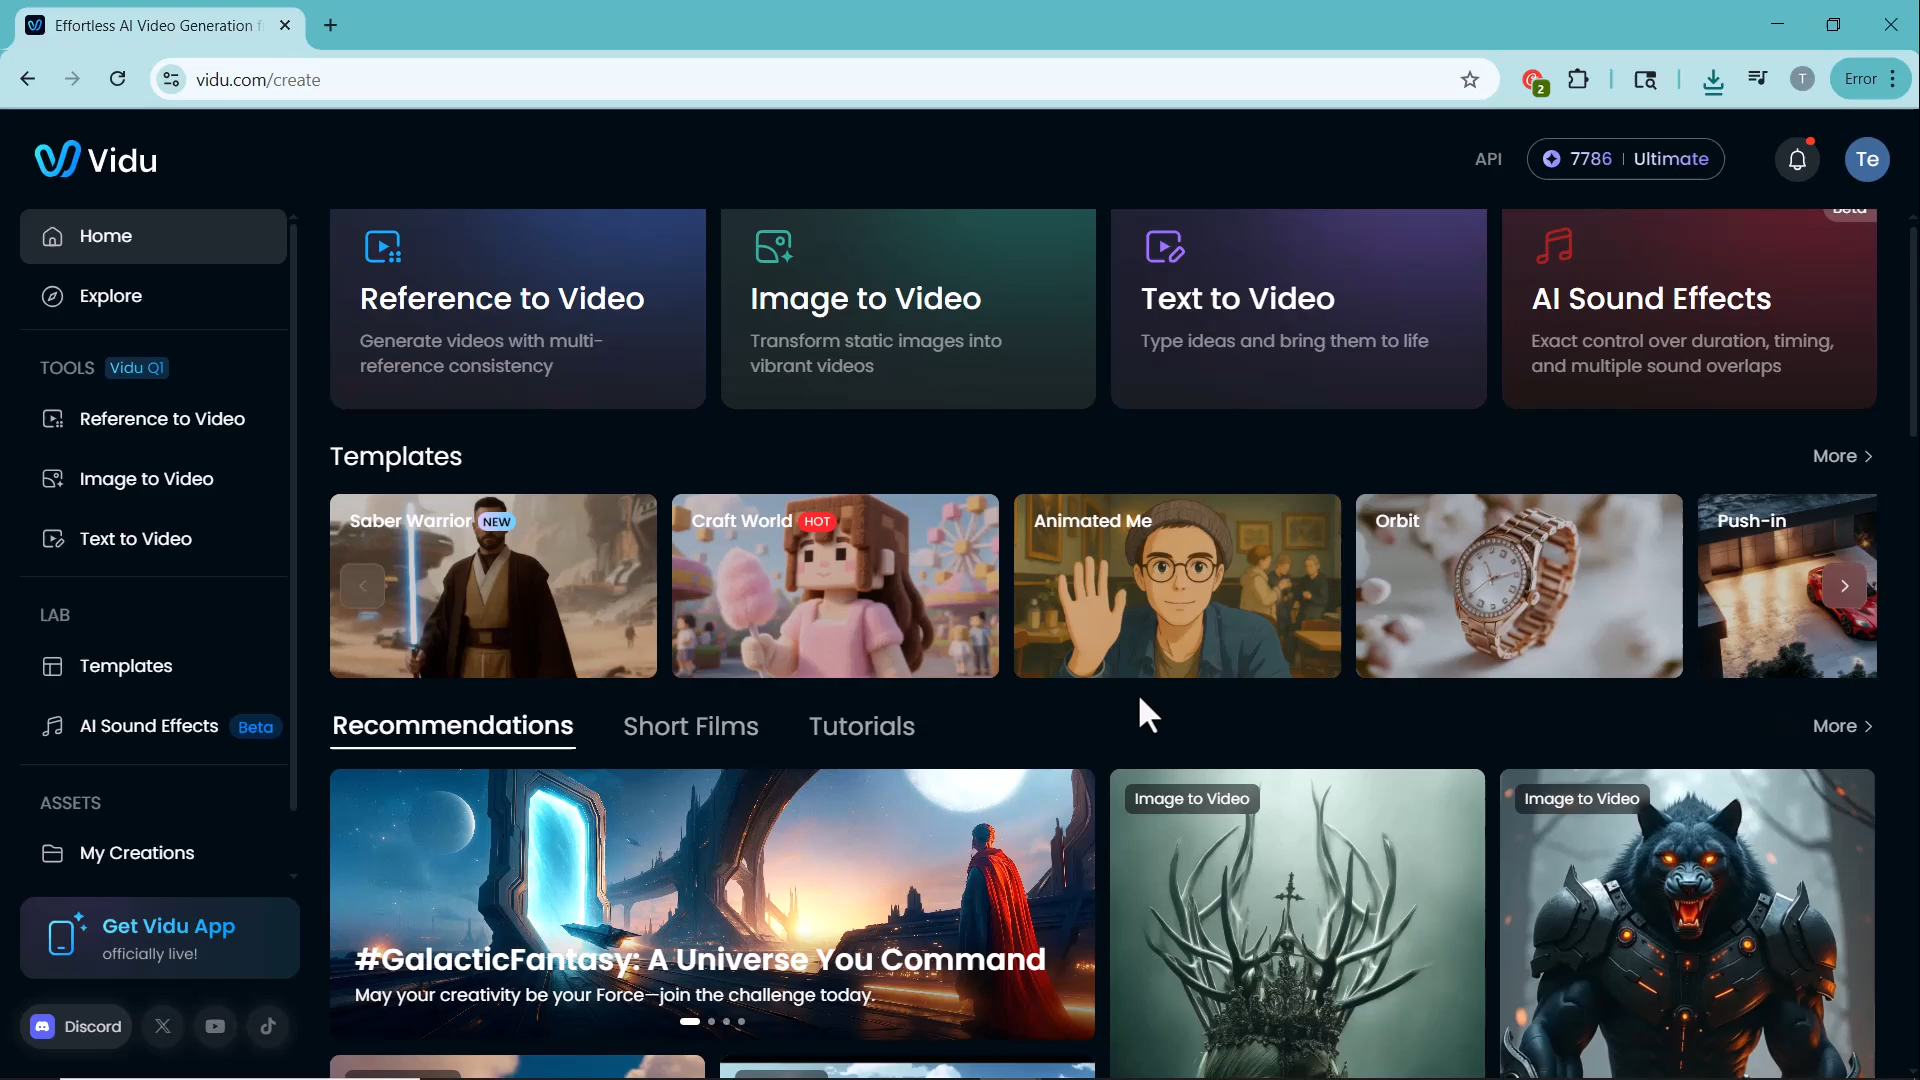 Effortless AI Video Generation f
vidu.com/create
2
T
Error
Vidu
API
7786 | Ultimate
Te
Home
Explore
TOOLS Vidu Q1
Reference to Video
Image to Video
Text to Video
LAB
Templates
AI Sound Effects Beta
ASSETS
My Creations
Get Vidu App
officially live!
Discord
Reference to Video
Generate videos with multi-
reference consistency
Image to Video
Transform static images into
vibrant videos
Text to Video
Type ideas and bring them to life
Beta
AI Sound Effects
Exact control over duration, timing,
and multiple sound overlaps
Templates
More >
Saber Warrior NEW
Craft World HOT
Animated Me
Orbit
Push-in
Recommendations
Short Films
Tutorials
More >
#GalacticFantasy: A Universe You Command
May your creativity be your Force—join the challenge today.
Image to Video
Image to Video